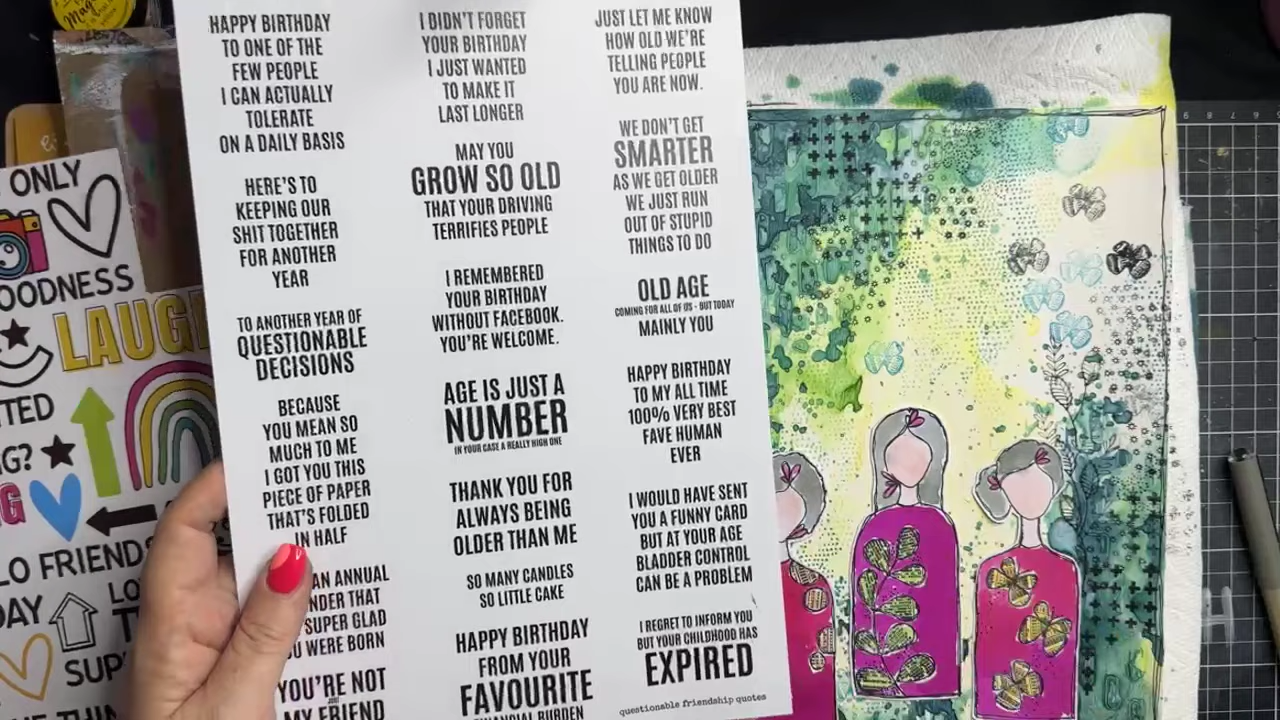 HAPPY BIRTHDAY
TO ONE OF THE
FEW PEOPLE
I CAN ACTUALLY
TOLERATE
ON A DAILY BASIS
HERE'S TO
KEEPING OUR
SHIT TOGETHER
FOR ANOTHER
YEAR
TO ANOTHER YEAR OF
QUESTIONABLE
DECISIONS
BECAUSE
YOU MEAN SO
MUCH TO ME
I GOT YOU THIS
PIECE OF PAPER
THAT'S FOLDED
IN HALF
AN ANNUAL
THAT
SUPER GLAD
WERE BORN
YOU'RE NOT
JUST
MY FRIEND
I DIDN'T FORGET
YOUR BIRTHDAY
I JUST WANTED
TO MAKE IT
LAST LONGER
MAY YOU
GROW SO OLD
THAT YOUR DRIVING
TERRIFIES PEOPLE
I REMEMBERED
YOUR BIRTHDAY
WITHOUT FACEBOOK.
YOU'RE WELCOME.
AGE IS JUST A
NUMBER
IN YOUR CASE A REALLY HIGH ONE
THANK YOU FOR
ALWAYS BEING
OLDER THAN ME
SO MANY CANDLES
SO LITTLE CAKE
HAPPY BIRTHDAY
FROM YOUR
FAVOURITE
FINANCIAL BURDEN
JUST LET ME KNOW
HOW OLD WE'RE
TELLING PEOPLE
YOU ARE NOW.
WE DON'T GET
SMARTER
AS WE GET OLDER
WE JUST RUN
OUT OF STUPID
THINGS TO DO
OLD AGE
COMING FOR ALL OF US - BUT TODAY
MAINLY YOU
HAPPY BIRTHDAY
TO MY ALL TIME
100% VERY BEST
FAVE HUMAN
EVER
I WOULD HAVE SENT
YOU A FUNNY CARD
BUT AT YOUR AGE
BLADDER CONTROL
CAN BE A PROBLEM
I REGRET TO INFORM YOU
BUT YOUR CHILDHOOD HAS
EXPIRED
questionable friendship quotes
ONLY
OODNESS
LAUG
TTED
G?
LO FRIEND
DAY
LO
SUP